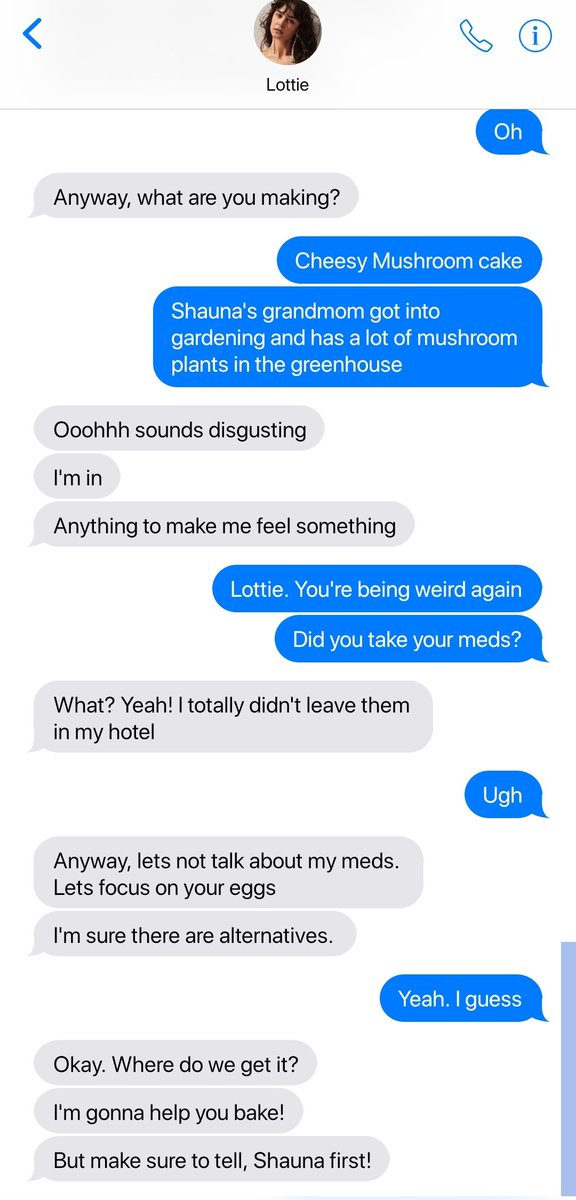 Lottie
Oh
Anyway, what are you making?
Cheesy Mushroom cake
Shauna's grandmom got into
gardening and has a lot of mushroom
plants in the greenhouse
Ooohhh sounds disgusting
I'm in
Anything to make me feel something
Lottie. You're being weird again
Did you take your meds?
What? Yeah! I totally didn't leave them
in my hotel
Ugh
Anyway, lets not talk about my meds.
Lets focus on your eggs
I'm sure there are alternatives.
Yeah. I guess
Okay. Where do we get it?
I'm gonna help you bake!
But make sure to tell, Shauna first!